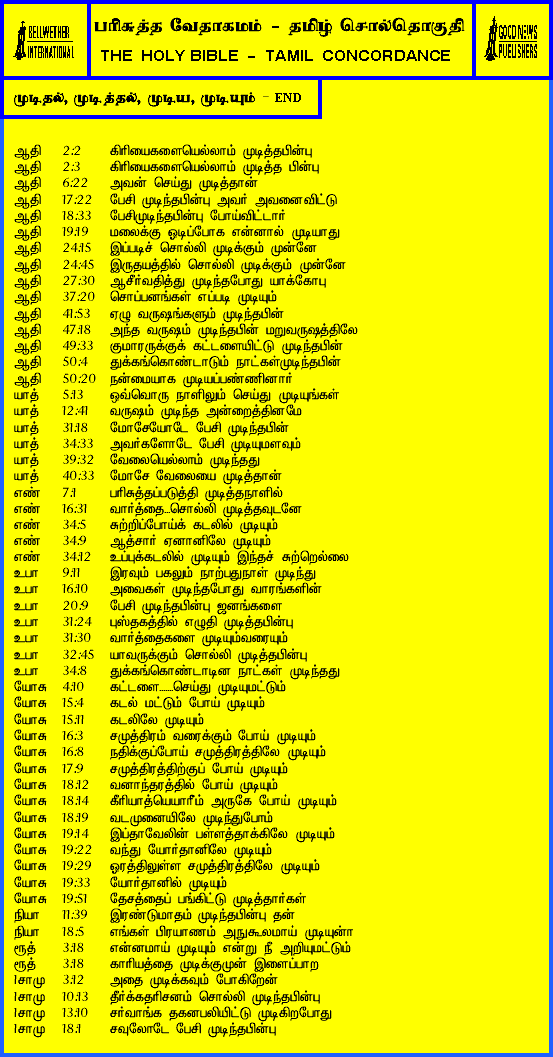 BELLWETHER
INTERNATIONAL
பரிசுத்த வேதாகமம் - தமிழ் சொல்தொகுதி
THE HOLY BIBLE - TAMIL CONCORDANCE
GOOD NEWS
PUBLISHERS
முடிதல், முடித்தல், முடிய, முடியும் - END
ஆதி 2:2 கிரியைகளையெல்லாம் முடித்தபின்பு
ஆதி 2:3 கிரியைகளையெல்லாம் முடித்த பின்பு
ஆதி 6:22 அவன் செய்து முடித்தான்
ஆதி 17:22 பேசி முடிந்தபின்பு அவர் அவனைவிட்டு
ஆதி 18:33 பேசிமுடிந்தபின்பு போய்விட்டார்
ஆதி 19:19 மலைக்கு ஓடிப்போக என்னால் முடியாது
ஆதி 24:15 இப்படிச் சொல்லி முடிக்கும் முன்னே
ஆதி 24:45 இருதயத்தில் சொல்லி முடிக்கும் முன்னே
ஆதி 27:30 ஆசீர்வதித்து முடிந்தபோது யாக்கோபு
ஆதி 37:20 சொப்பனங்கள் எப்படி முடியும்
ஆதி 41:53 ஏழு வருஷங்களும் முடிந்தபின்
ஆதி 47:18 அந்த வருஷம் முடிந்தபின் மறுவருஷத்திலே
ஆதி 49:33 குமாரருக்குக் கட்டளையிட்டு முடிந்தபின்
ஆதி 50:4 துக்கங்கொண்டாடும் நாட்கள்முடிந்தபின்
ஆதி 50:20 நன்மையாக முடியப்பண்ணினார்
யாத் 5:13 ஒவ்வொரு நாளிலும் செய்து முடியுங்கள்
யாத் 12:41 வருஷம் முடிந்த அன்றைத்தினமே
யாத் 31:18 மோசேயோடே பேசி முடிந்தபின்
யாத் 34:33 அவர்களோடே பேசி முடியுமளவும்
யாத் 39:32 வேலையெல்லாம் முடிந்தது
யாத் 40:33 மோசே வேலையை முடித்தான்
எண் 7:1 பரிசுத்தப்படுத்தி முடித்தநாளில்
எண் 16:31 வார்த்தை...சொல்லி முடித்தவுடனே
எண் 34:5 சுற்றிப்போய்க் கடலில் முடியும்
எண் 34:9 ஆத்சார் ஏனானிலே முடியும்
எண் 34:12 உப்புக்கடலில் முடியும் இந்தச் சுற்றெல்லை
உபா 9:11 இரவும் பகலும் நாற்பதுநாள் முடிந்து
உபா 16:10 அவைகள் முடிந்தபோது வாரங்களின்
உபா 20:9 பேசி முடிந்தபின்பு ஜனங்களை
உபா 31:24 புஸ்தகத்தில் எழுதி முடித்தபின்பு
உபா 31:30 வார்த்தைகளை முடியும்வரையும்
உபா 32:45 யாவருக்கும் சொல்லி முடித்தபின்பு
உபா 34:8 துக்கங்கொண்டாடின நாட்கள் முடிந்தது
யோசு 4:10 கட்டளை......செய்து முடியுமட்டும்
யோசு 15:4 கடல் மட்டும் போய் முடியும்
யோசு 15:11 கடலிலே முடியும்
யோசு 16:3 சமுத்திரம் வரைக்கும் போய் முடியும்
யோசு 16:8 நதிக்குப்போய் சமுத்திரத்திலே முடியும்
யோசு 17:9 சமுத்திரத்திற்குப் போய் முடியும்
யோசு 18:12 வனாந்தரத்தில் போய் முடியும்
யோசு 18:14 கீரியாத்யெயாரீம் அருகே போய் முடியும்
யோசு 18:19 வடமுனையிலே முடிந்துபோம்
யோசு 19:14 இப்தாவேலின் பள்ளத்தாக்கிலே முடியும்
யோசு 19:22 வந்து யோர்தானிலே முடியும்
யோசு 19:29 ஓரத்திலுள்ள சமுத்திரத்திலே முடியும்
யோசு 19:33 யோர்தானில் முடியும்
யோசு 19:51 தேசத்தைப் பங்கிட்டு முடித்தார்கள்
நியா 11:39 இரண்டுமாதம் முடிந்தபின்பு தன்
நியா 18:5 எங்கள் பிரயாணம் அநுகூலமாய் முடியுமா
ரூத் 3:18 என்னமாய் முடியும் என்று நீ அறியுமட்டும்
ரூத் 3:18 காரியத்தை முடிக்குமுன் இளைப்பாற
1சாமு 3:12 அதை முடிக்கவும் போகிறேன்
1சாமு 10:13 தீர்க்கதரிசனம் சொல்லி முடிந்தபின்பு
1சாமு 13:10 சர்வாங்க தகனபலியிட்டு முடிகிறபோது
1சாமு 18:1 சவுலோடே பேசி முடிந்தபின்பு